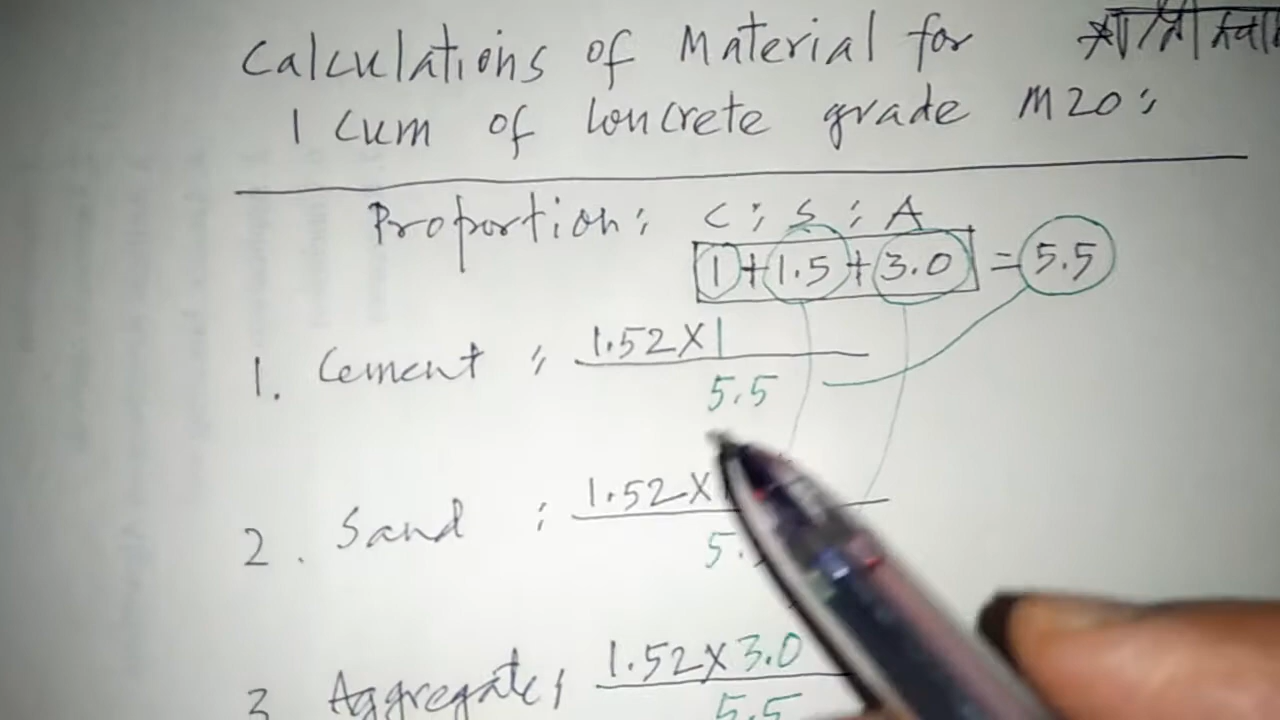 Calculations of Material for
1 cum of Concrete grade M20:
Proportion: C : S : A
1 + 1.5 + 3.0 = 5.5
1. Cement : 1.52 X 1
5.5
2. Sand : 1.52 X
5.
3 Aggregate : 1.52 X 3.0
5.5